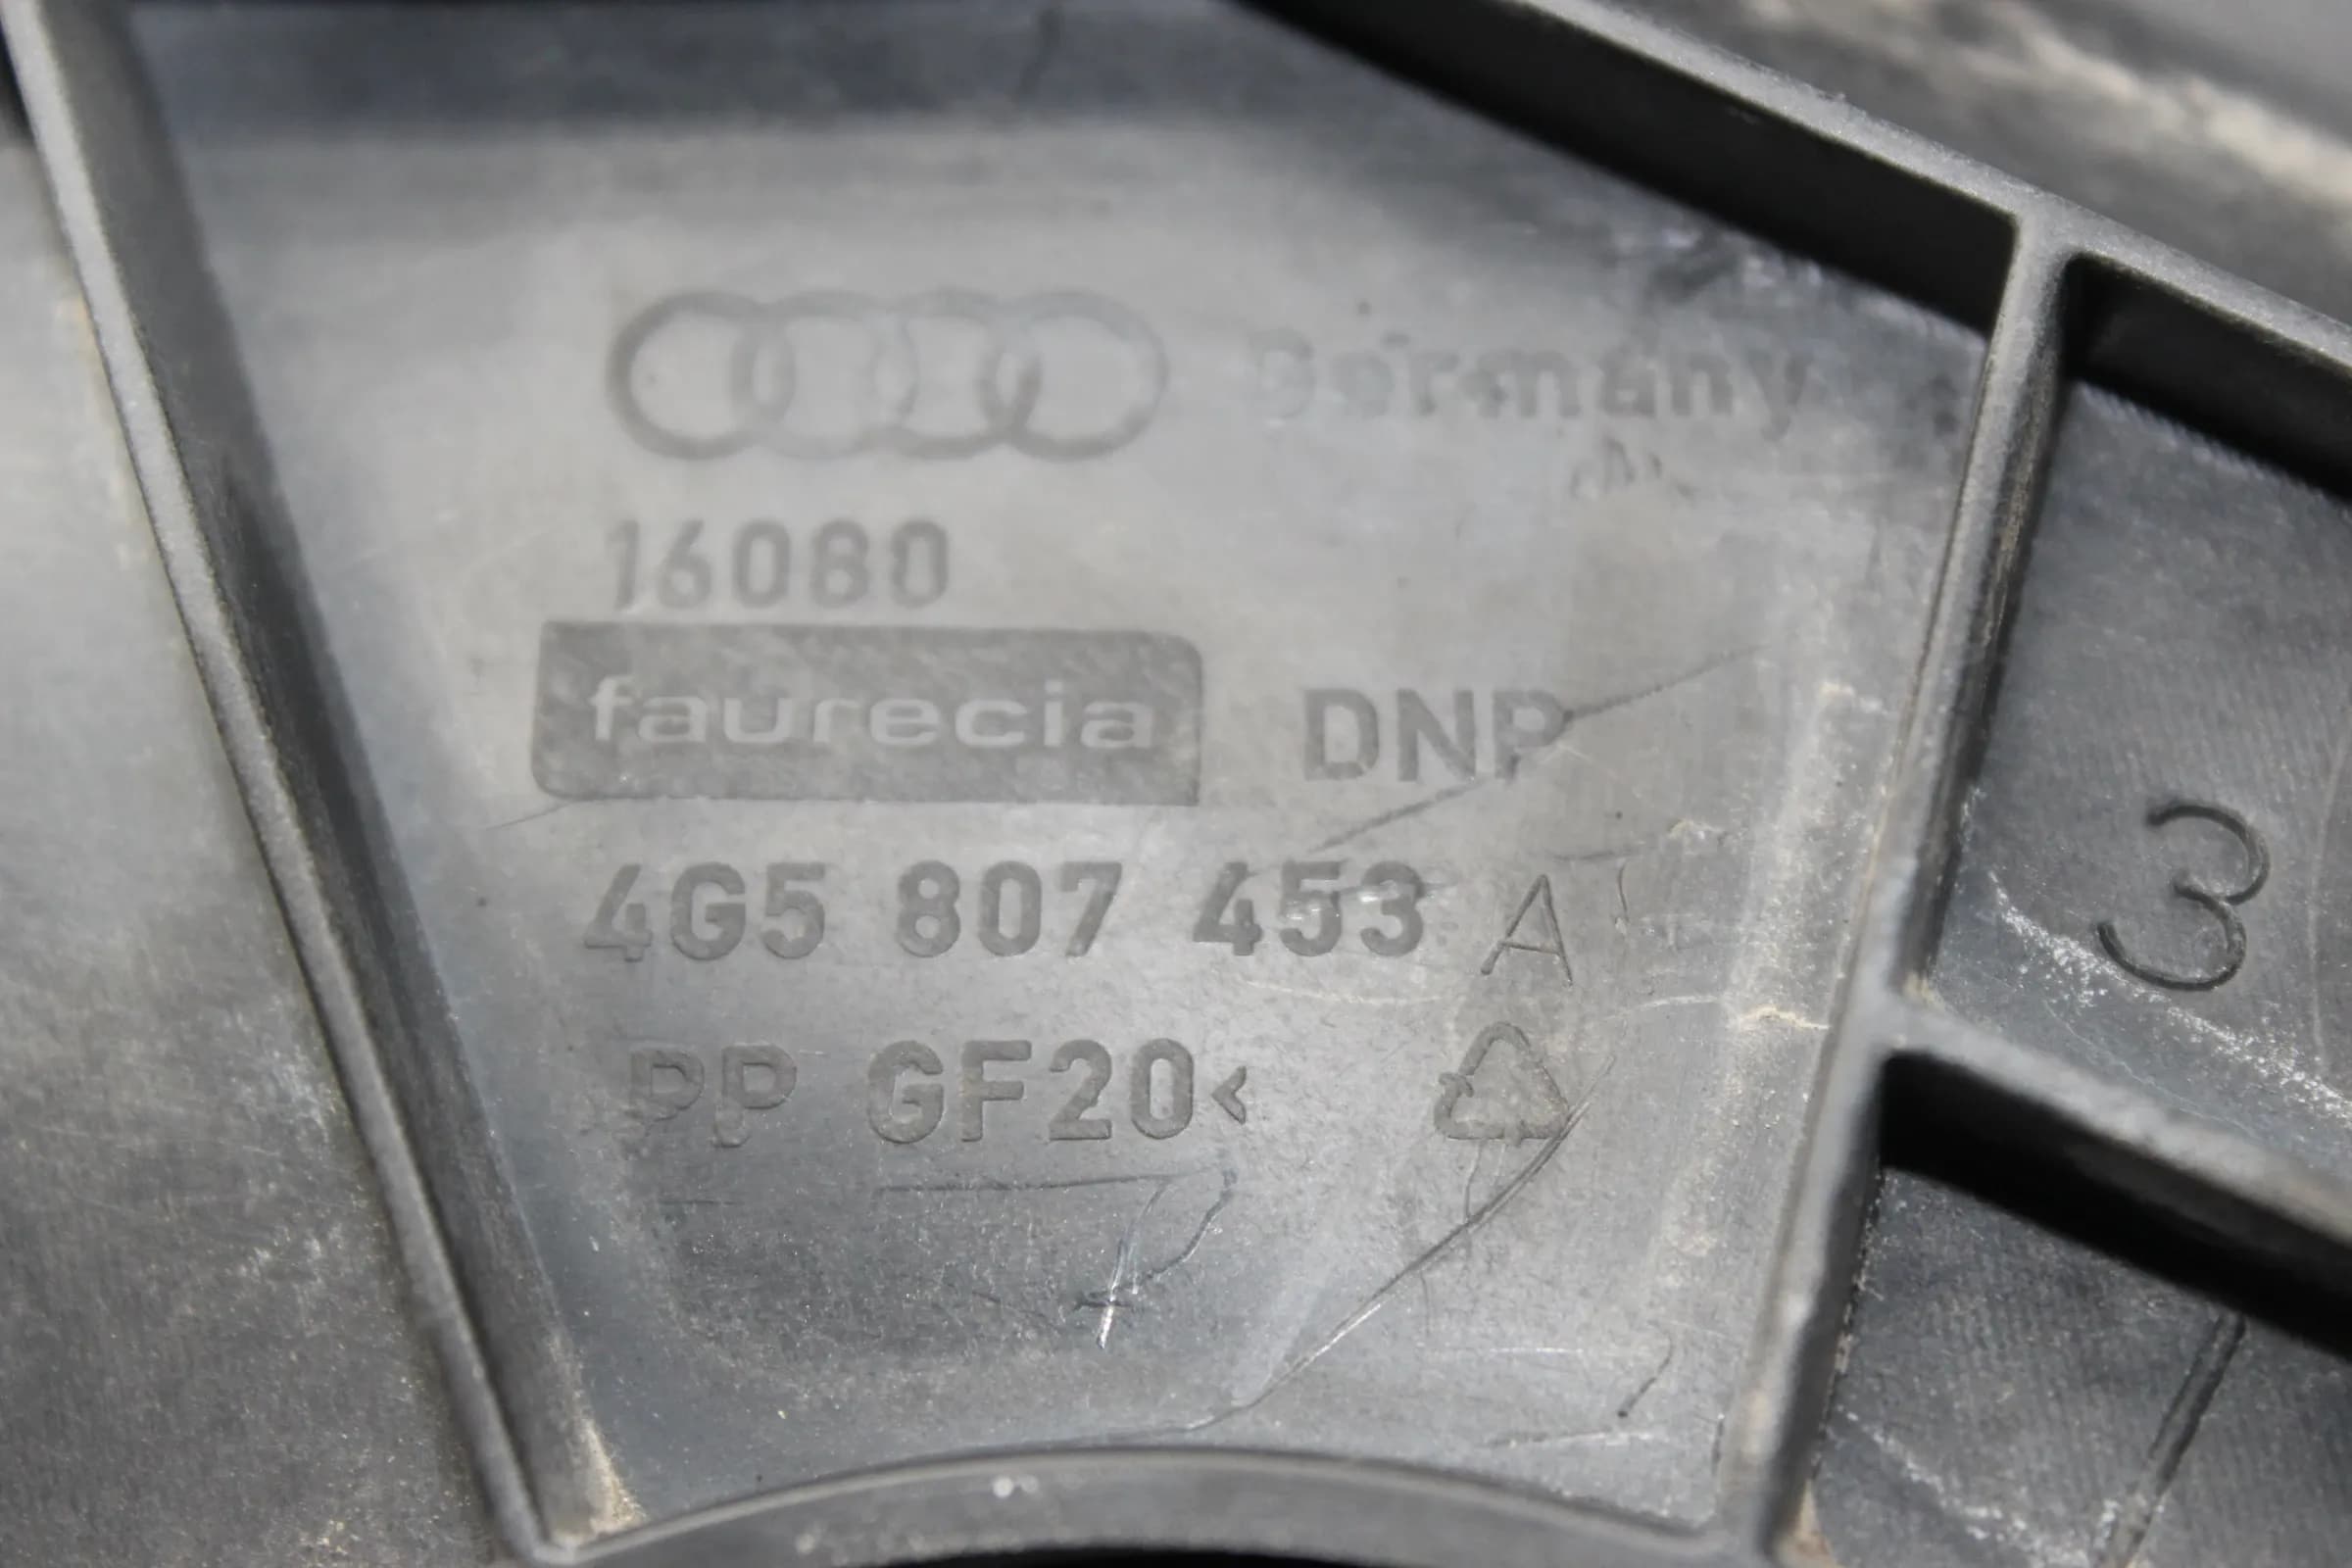 Germany
16080
faurecia DNP
4G5 807 453 A
PP GF20<
3